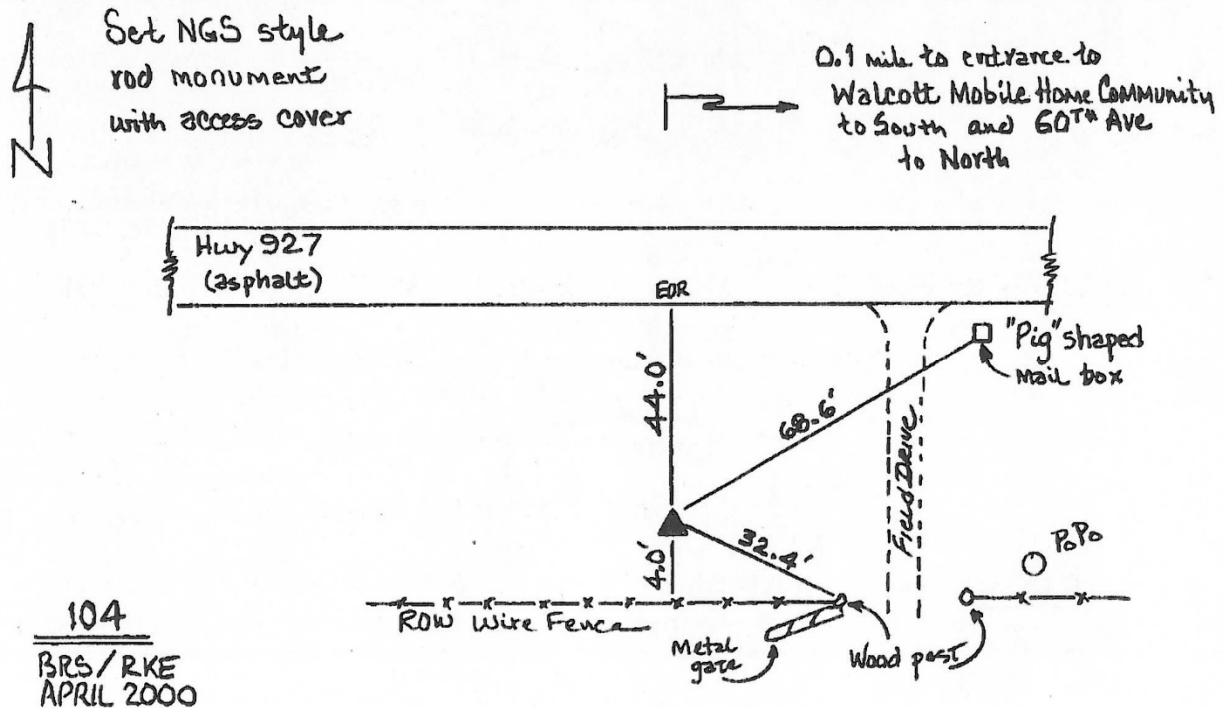 Set NGS style
rod monument
with access cover
N
0.1 mile to entrance to
Walcott Mobile Home Community
to South and 60TH Ave
to North
Hwy 927
(asphalt)
EOR
"Pig" shaped
mail box
44.0'
68.6'
Field Drive
4.0'
32.4'
PoPo
ROW Wire Fence
Metal
gate
Wood post
104
BRS/RKE
APRIL 2000